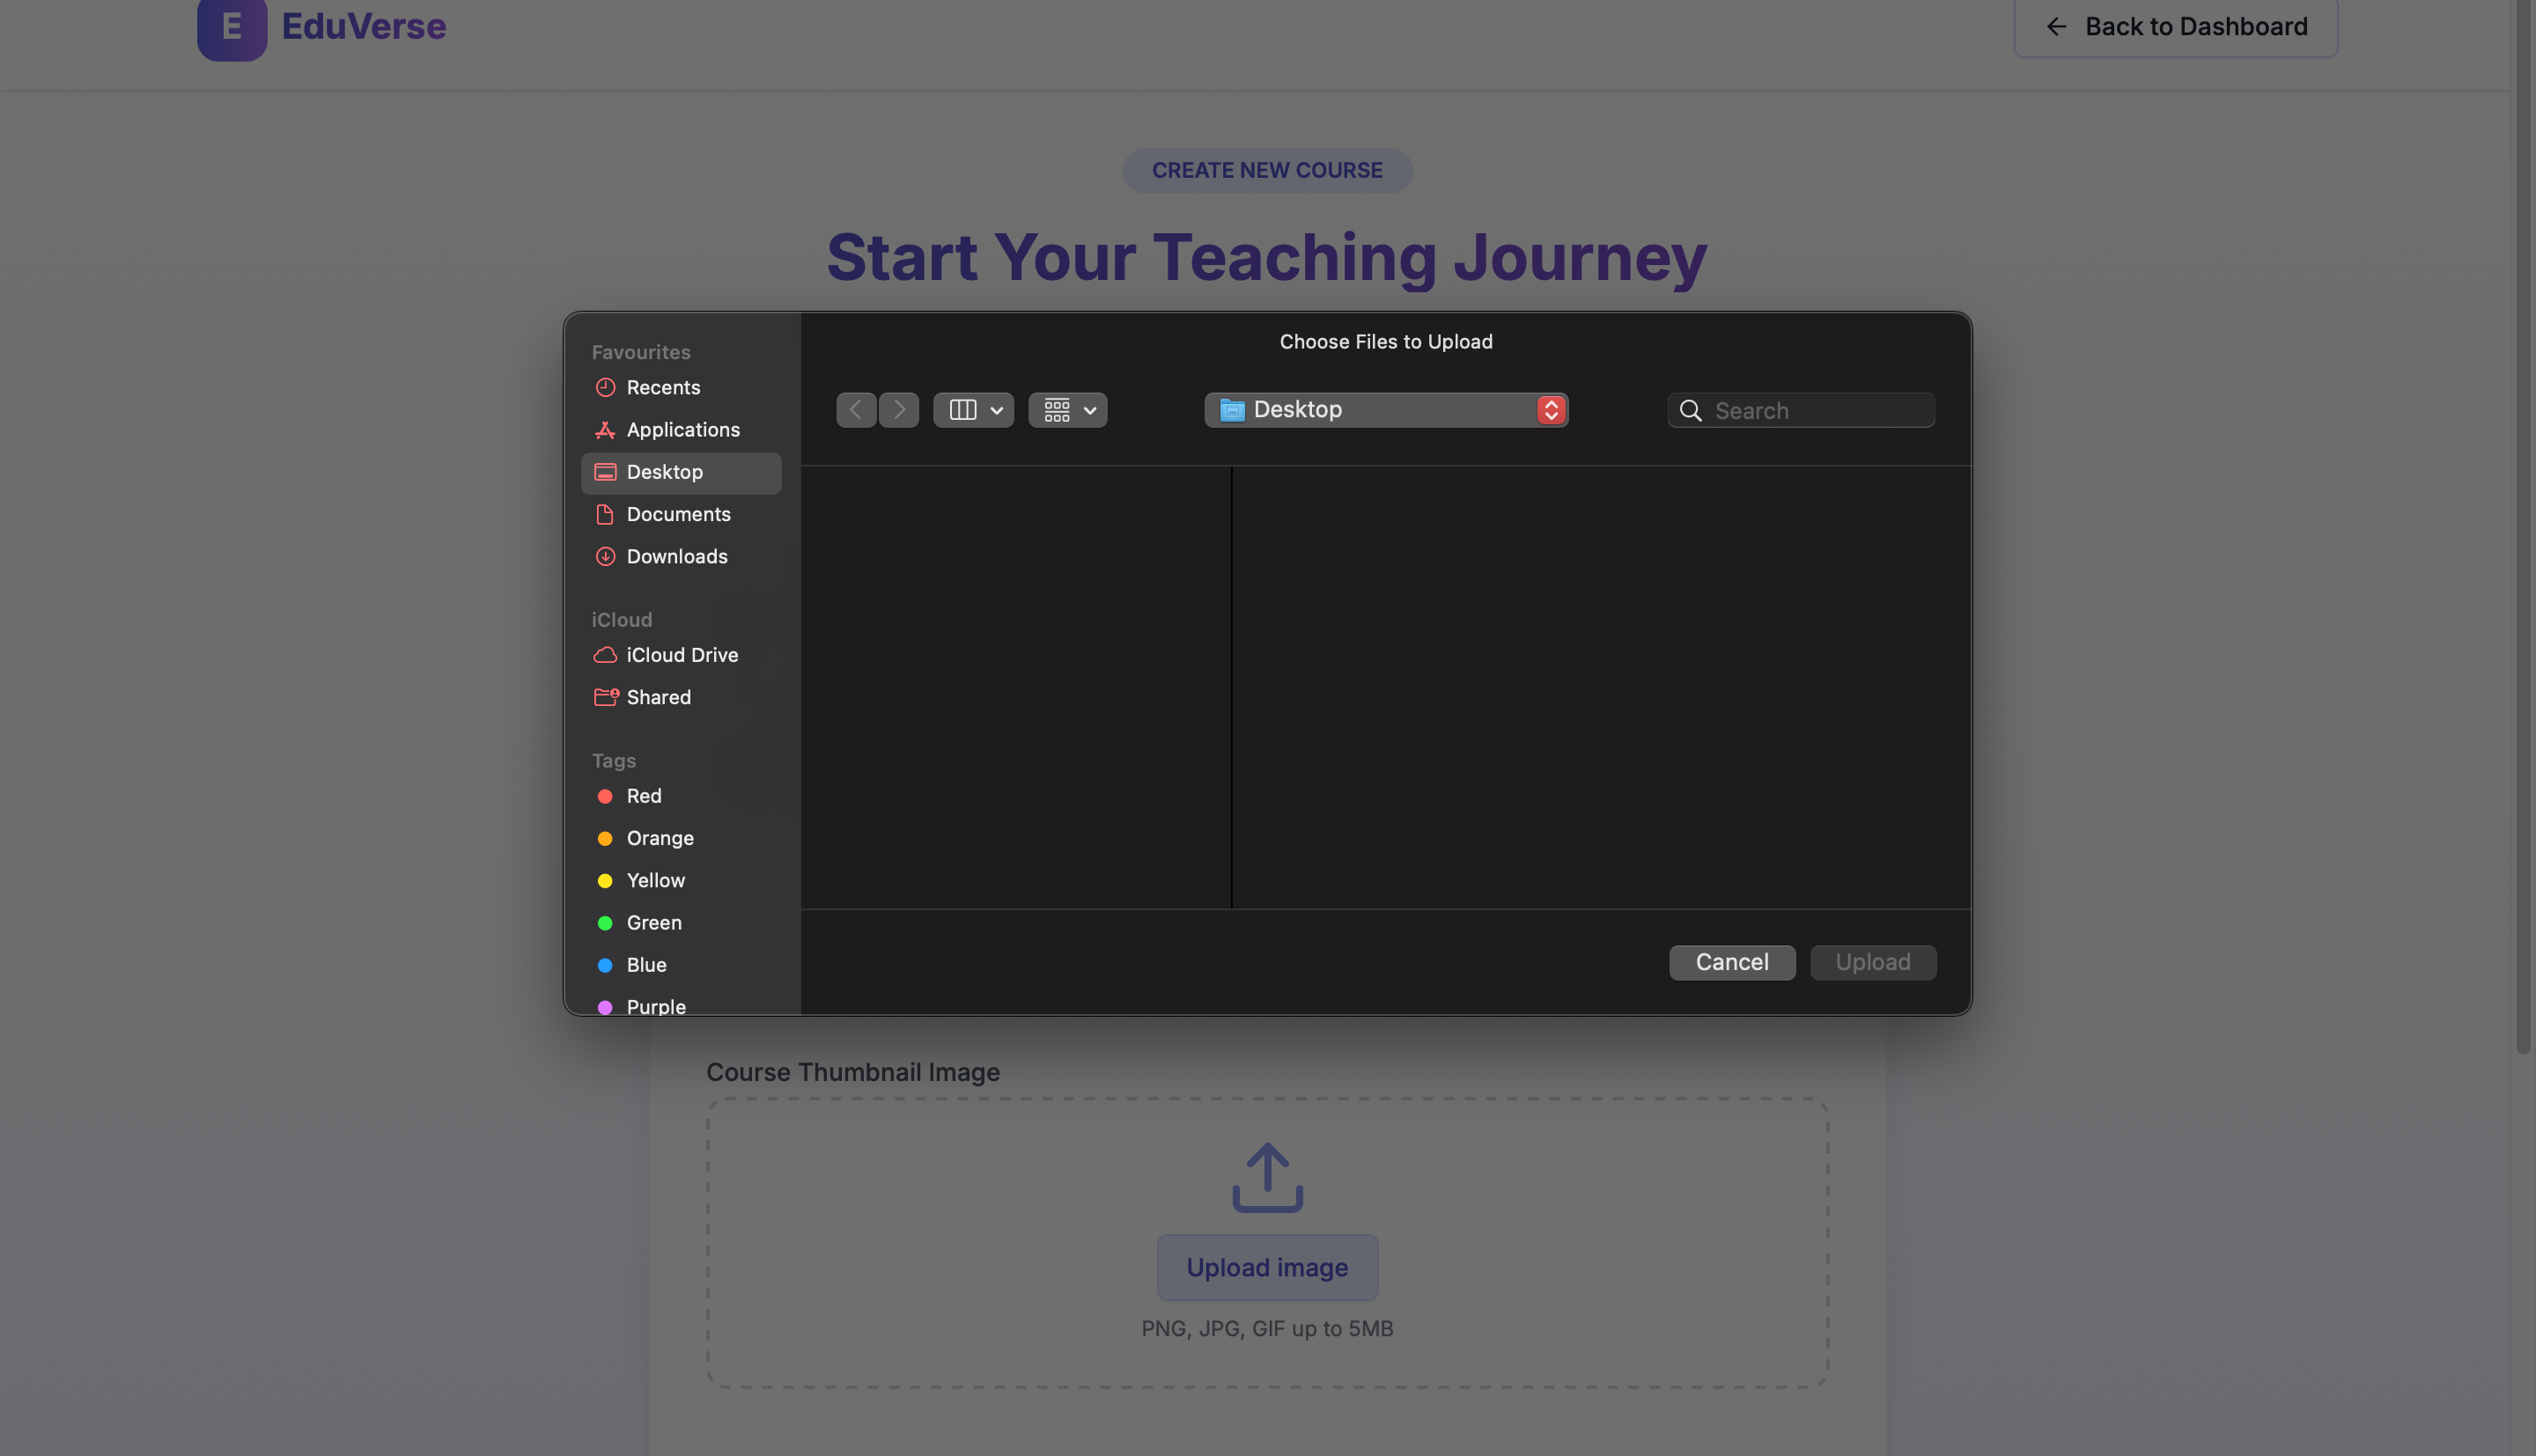 E EduVerse
← Back to Dashboard
CREATE NEW COURSE
Start Your Teaching Journey
Choose Files to Upload
Favourites
Recents
Applications
Desktop
Documents
Downloads
iCloud
iCloud Drive
Shared
Tags
Red
Orange
Yellow
Green
Blue
Purple
Desktop
Search
Cancel
Upload
Course Thumbnail Image
Upload image
PNG, JPG, GIF up to 5MB